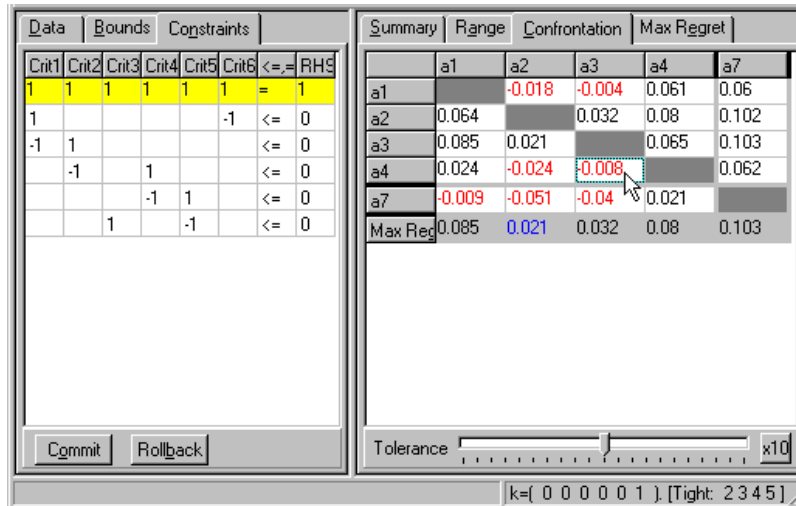 Data Bounds Constraints
Crit1 Crit2 Crit3 Crit4 Crit5 Crit6 <=,= RHS
1 1 1 1 1 1 = 1
1 -1 <= 0
-1 1 <= 0
-1 1 <= 0
-1 1 <= 0
1 -1 <= 0
Commit Rollback
Summary Range Confrontation Max Regret
a1 a2 a3 a4 a7
a1 -0.018 -0.004 0.061 0.06
a2 0.064 0.032 0.08 0.102
a3 0.085 0.021 0.065 0.103
a4 0.024 -0.024 -0.008 0.062
a7 -0.009 -0.051 -0.04 0.021
Max Reg 0.085 0.021 0.032 0.08 0.103
Tolerance x10
k=( 0 0 0 0 0 1 ). [Tight: 2 3 4 5 ]